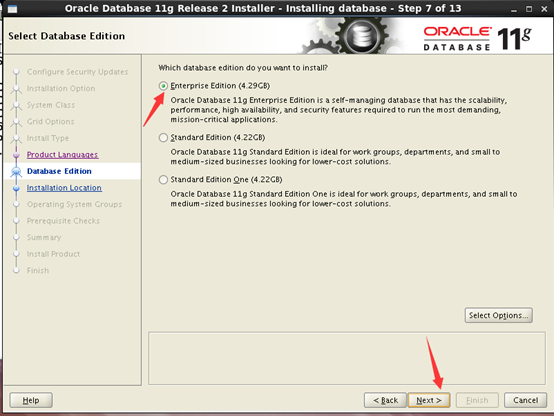 Oracle Database 11g Release 2 Installer - Installing database - Step 7 of 13
Select Database Edition
ORACLE
DATABASE 11g
Configure Security Updates
Installation Option
System Class
Grid Options
Install Type
Product Languages
Database Edition
Installation Location
Operating System Groups
Prerequisite Checks
Summary
Install Product
Finish
Which database edition do you want to install?
Enterprise Edition (4.29GB)
Oracle Database 11g Enterprise Edition is a self-managing database that has the scalability,
performance, high availability, and security features required to run the most demanding,
mission-critical applications.
Standard Edition (4.22GB)
Oracle Database 11g Standard Edition is ideal for work groups, departments, and small to
medium-sized businesses looking for lower-cost solutions.
Standard Edition One (4.22GB)
Oracle Database 11g Standard Edition One is ideal for work groups, departments, and small to
medium-sized businesses looking for lower-cost solutions.
Select Options...
Help
< Back
Next >
Finish
Cancel